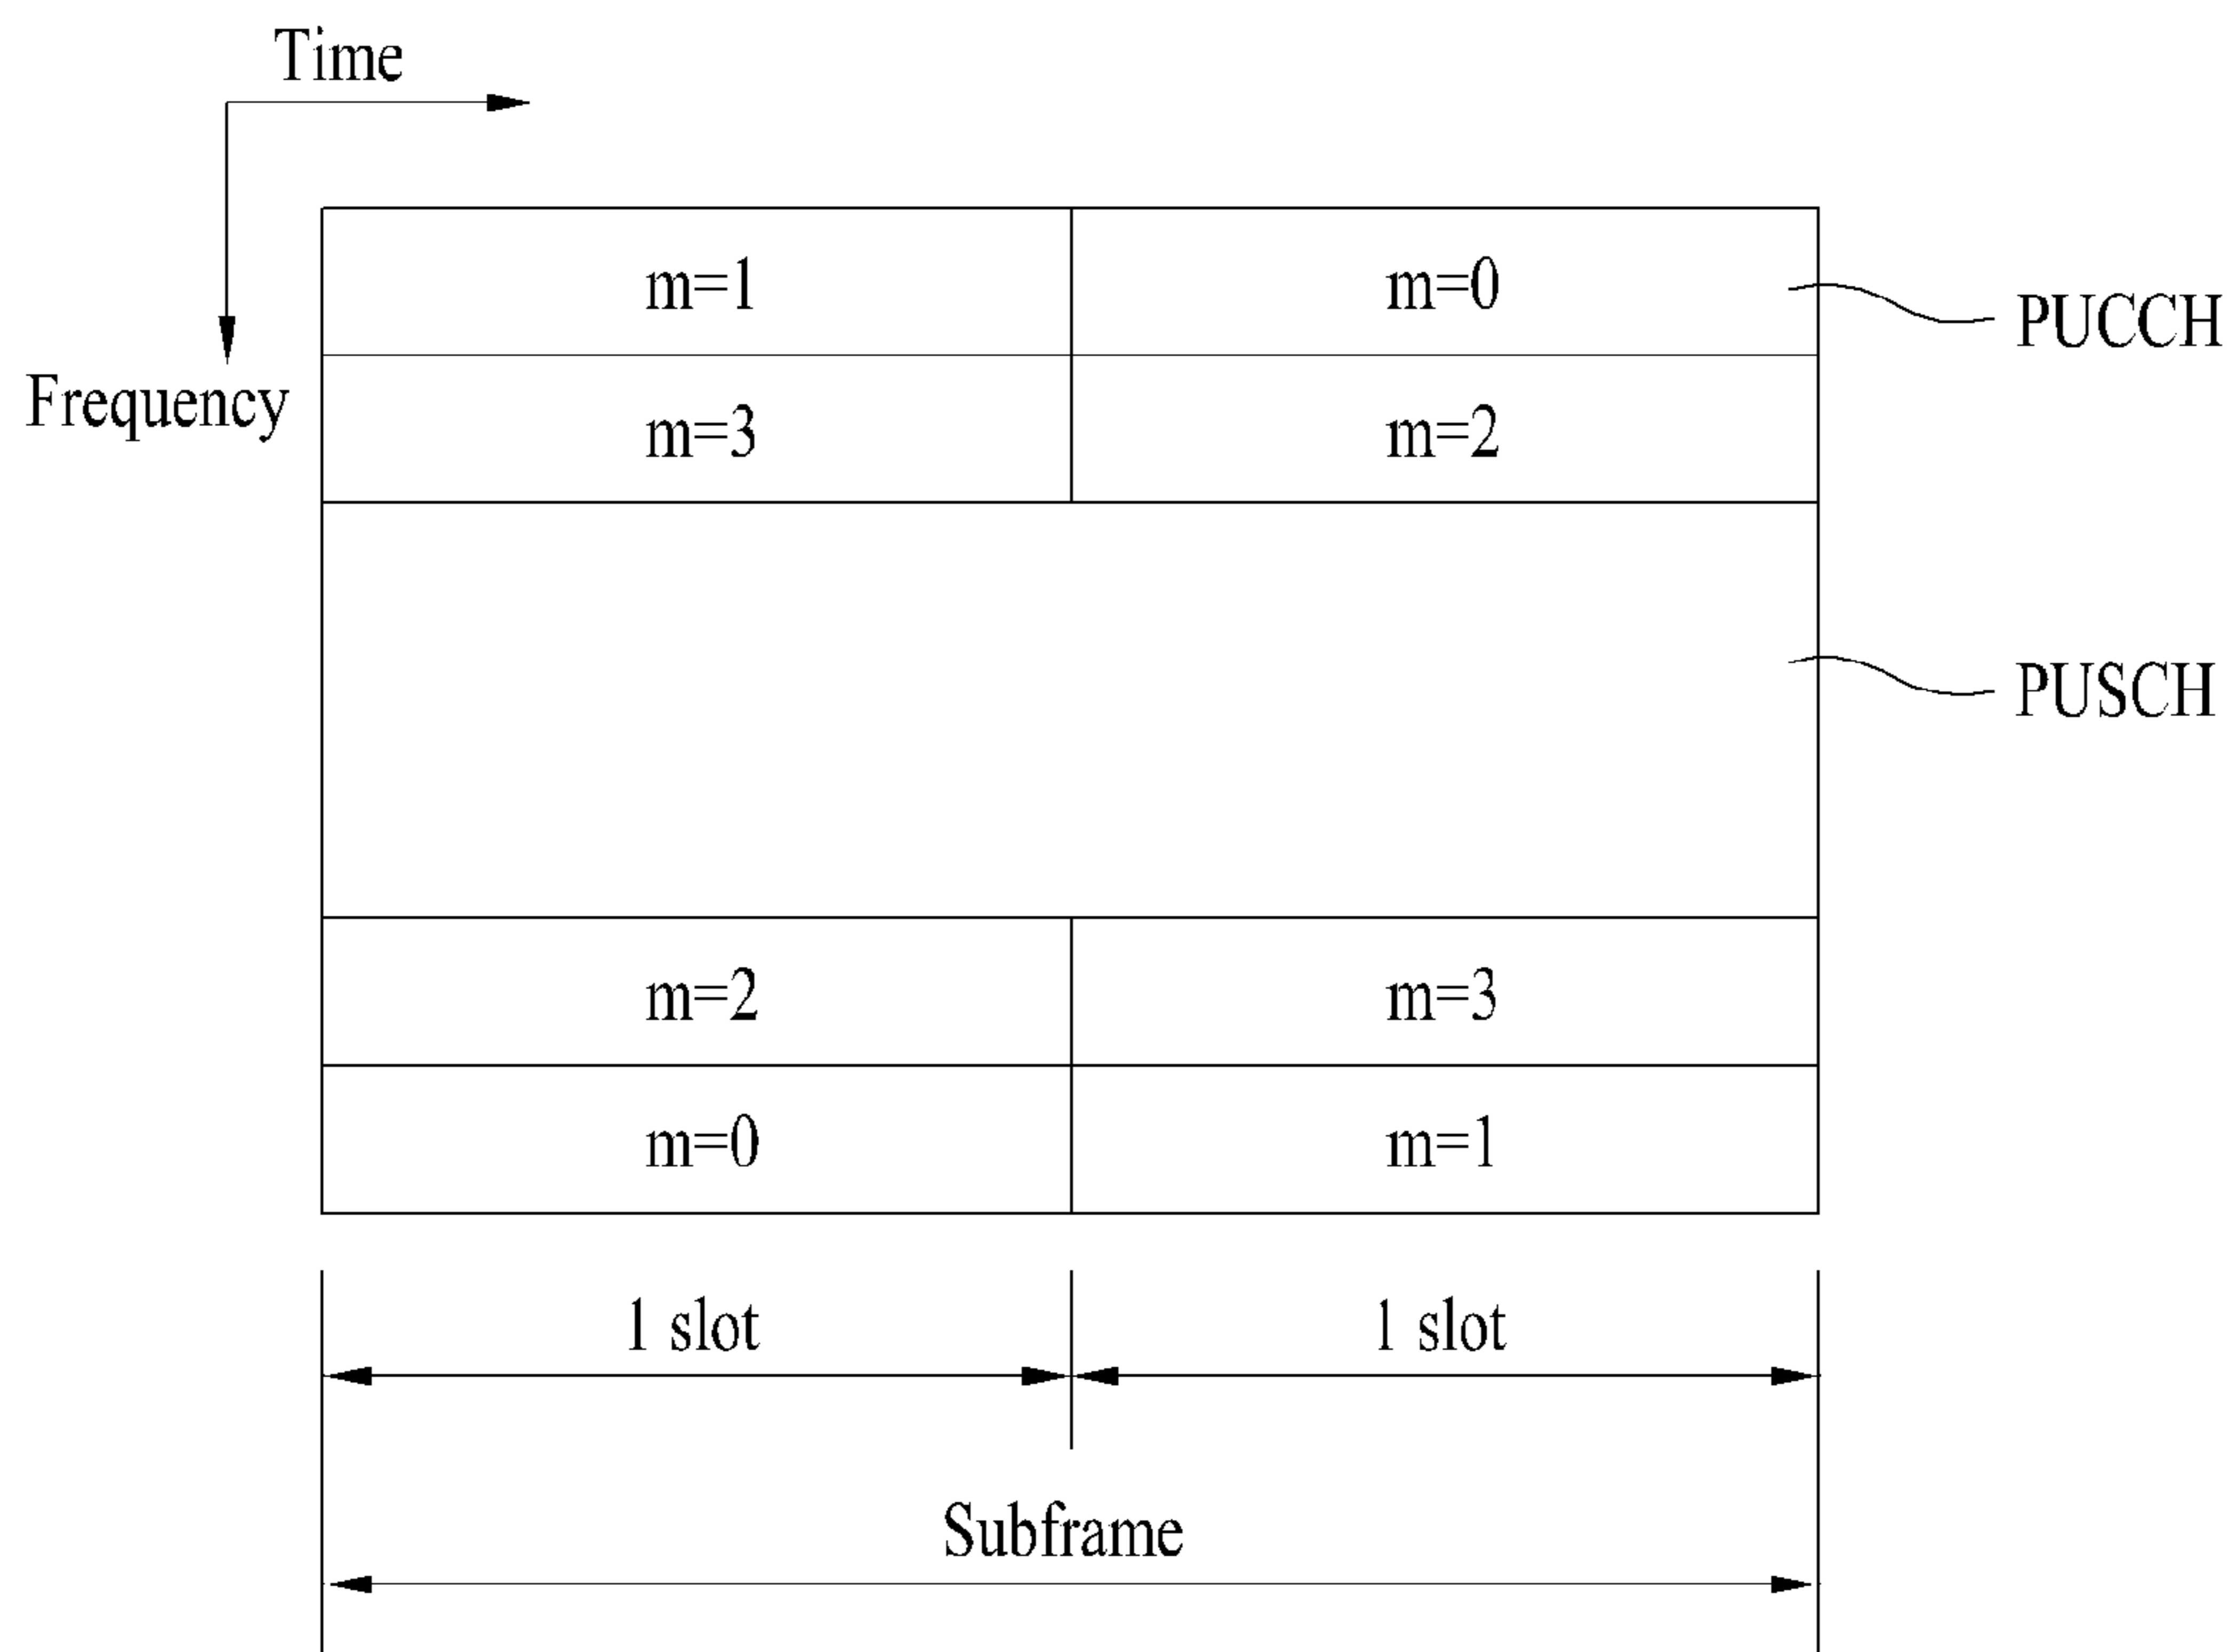 Time
Frequency
m=1 m=0
PUCCH
m=3 m=2
PUSCH
m=2 m=3
m=0 m=1
1 slot 1 slot
Subframe